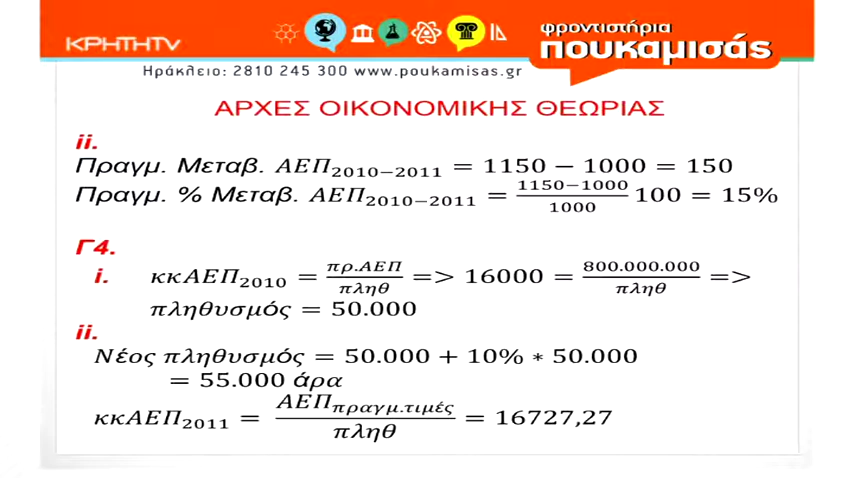 ΚΡΗΤΗTV
φροντιστήρια
πουκαμισάς
Ηράκλειο: 2810 245 300 www.poukamisas.gr
ΑΡΧΕΣ ΟΙΚΟΝΟΜΙΚΗΣ ΘΕΩΡΙΑΣ
ii.
Πραγμ. Μεταβ. ΑΕΠ₂₀₁₀₋₂₀₁₁ = 1150 − 1000 = 150
Πραγμ. % Μεταβ. ΑΕΠ₂₀₁₀₋₂₀₁₁ = (1150−1000)/1000 100 = 15%
Γ4.
i. κκΑΕΠ₂₀₁₀ = πρ.ΑΕΠ/πληθ => 16000 = 800.000.000/πληθ =>
πληθυσμός = 50.000
ii.
Νέος πληθυσμός = 50.000 + 10% ∗ 50.000
= 55.000 άρα
κκΑΕΠ₂₀₁₁ = ΑΕΠπραγμ.τιμές/πληθ = 16727,27